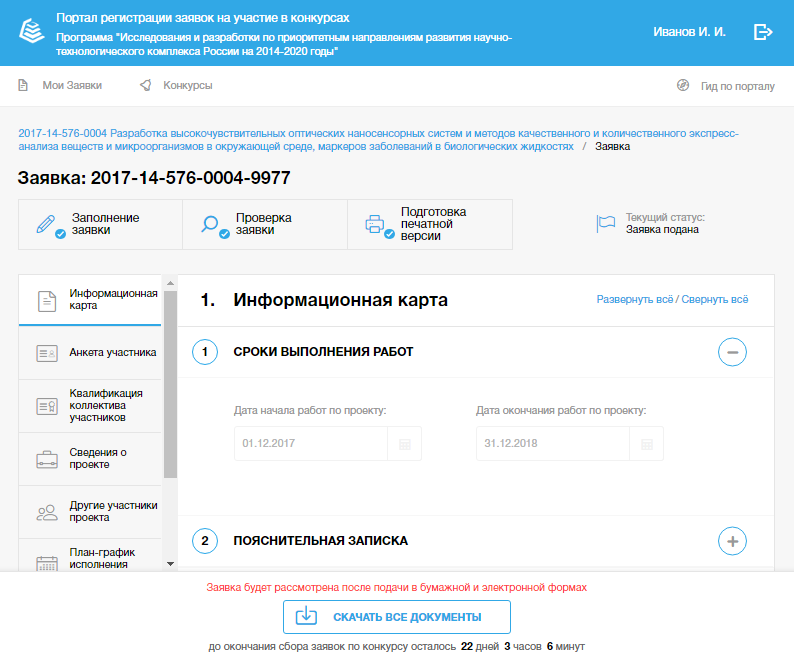 Портал регистрации заявок на участие в конкурсах
Программа "Исследования и разработки по приоритетным направлениям развития научно-
технологического комплекса России на 2014-2020 годы"
Иванов И. И.
Мои Заявки
Конкурсы
Гид по порталу
2017-14-576-0004 Разработка высокочувствительных оптических наносенсорных систем и методов качественного и количественного экспресс-
анализа веществ и микроорганизмов в окружающей среде, маркеров заболеваний в биологических жидкостях / Заявка
Заявка: 2017-14-576-0004-9977
Заполнение
заявки
Проверка
заявки
Подготовка
печатной
версии
Текущий статус:
Заявка подана
Информационная
карта
Анкета участника
Квалификация
коллектива
участников
Сведения о
проекте
Другие участники
проекта
План-график
исполнения
1. Информационная карта
Развернуть всё / Свернуть всё
1 СРОКИ ВЫПОЛНЕНИЯ РАБОТ
Дата начала работ по проекту:
01.12.2017
Дата окончания работ по проекту:
31.12.2018
2 ПОЯСНИТЕЛЬНАЯ ЗАПИСКА
Заявка будет рассмотрена после подачи в бумажной и электронной формах
СКАЧАТЬ ВСЕ ДОКУМЕНТЫ
до окончания сбора заявок по конкурсу осталось 22 дней 3 часов 6 минут